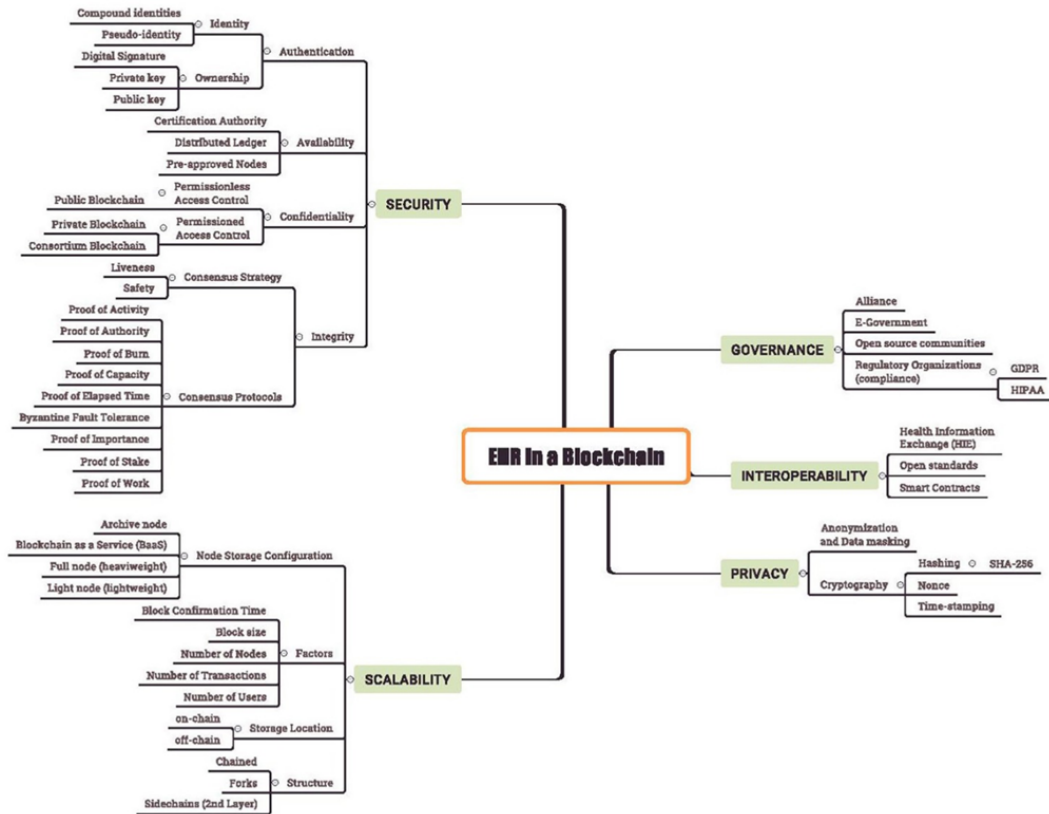 Compound identities
Pseudo-identity
Identity
Digital Signature
Private key
Public key
Ownership
Authentication
Certification Authority
Distributed Ledger
Pre-approved Nodes
Availability
Public Blockchain
Permissionless
Access Control
Private Blockchain
Consortium Blockchain
Permissioned
Access Control
Confidentiality
Liveness
Safety
Consensus Strategy
Proof of Activity
Proof of Authority
Proof of Burn
Proof of Capacity
Proof of Elapsed Time
Byzantine Fault Tolerance
Proof of Importance
Proof of Stake
Proof of Work
Consensus Protocols
Integrity
SECURITY
Archive node
Blockchain as a Service (BaaS)
Full node (heaviweight)
Light node (lightweight)
Node Storage Configuration
Block Confirmation Time
Block size
Number of Nodes
Number of Transactions
Number of Users
Factors
on-chain
off-chain
Storage Location
Chained
Forks
Sidechains (2nd Layer)
Structure
SCALABILITY
EHR in a Blockchain
GOVERNANCE
Alliance
E-Government
Open source communities
Regulatory Organizations
(compliance)
GDPR
HIPAA
INTEROPERABILITY
Health Information
Exchange (HIE)
Open standards
Smart Contracts
PRIVACY
Anonymization
and Data masking
Cryptography
Hashing
SHA-256
Nonce
Time-stamping